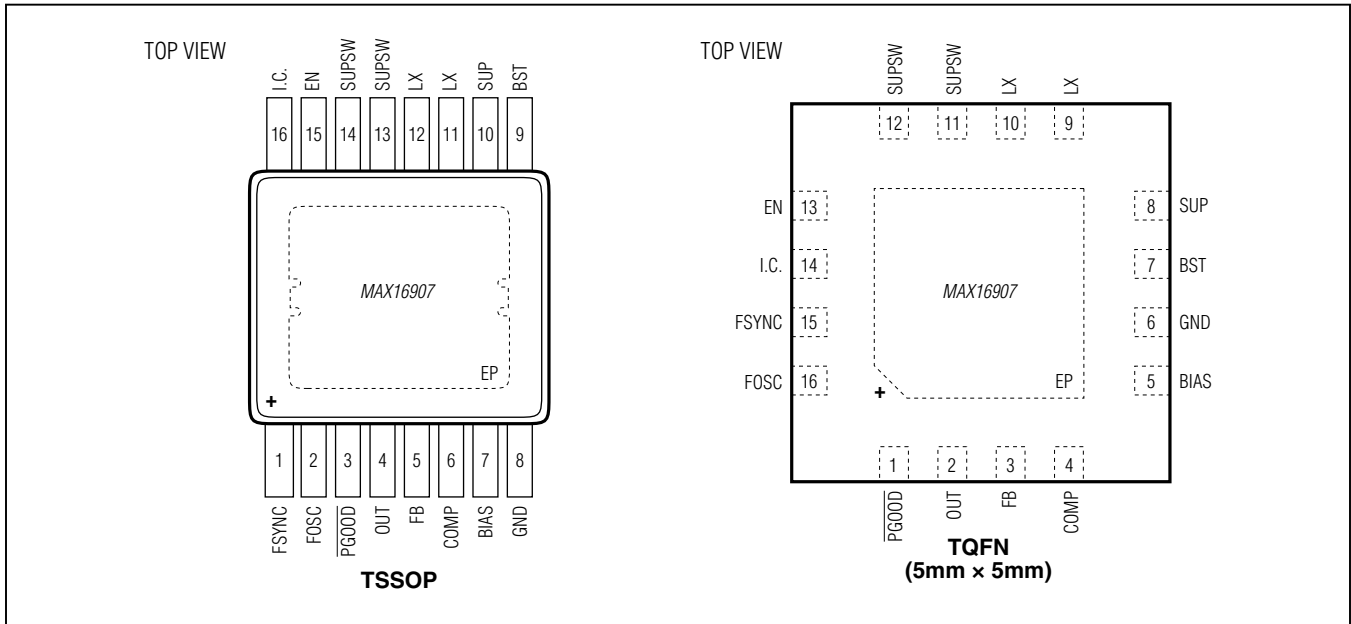 TOP VIEW
I.C.
EN
SUPSW
SUPSW
LX
LX
SUP
BST
16
15
14
13
12
11
10
9
MAX16907
EP
+
1
2
3
4
5
6
7
8
FSYNC
FOSC
PGOOD
OUT
FB
COMP
BIAS
GND
TSSOP
TOP VIEW
SUPSW
SUPSW
LX
LX
12
11
10
9
EN 13
8 SUP
I.C. 14
7 BST
MAX16907
FSYNC 15
6 GND
FOSC 16
5 BIAS
EP
+
1
2
3
4
PGOOD
OUT
FB
COMP
TQFN
(5mm × 5mm)